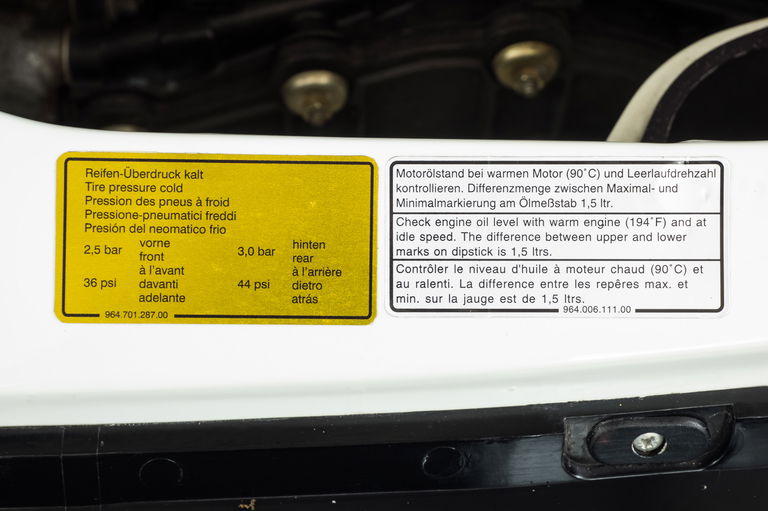 Reifen-Überdruck kalt
Tire pressure cold
Pression des pneus à froid
Pressione-pneumatici freddi
Presión del neomatico frio
2,5 bar
vorne
front
à l'avant
36 psi
davanti
adelante
3,0 bar
hinten
rear
à l'arrière
44 psi
dietro
atrás
964.701.287.00
Motorölstand bei warmen Motor (90˚C) und Leerlaufdrehzahl
kontrollieren. Differenzmenge zwischen Maximal- und
Minimalmarkierung am Ölmeßstab 1,5 ltr.
Check engine oil level with warm engine (194˚F) and at
idle speed. The difference between upper and lower
marks on dipstick is 1,5 ltrs.
Contrôler le niveau d'huile à moteur chaud (90˚C) et
au ralenti. La difference entre les repêres max. et
min. sur la jauge est de 1,5 ltrs.
964.006.111.00